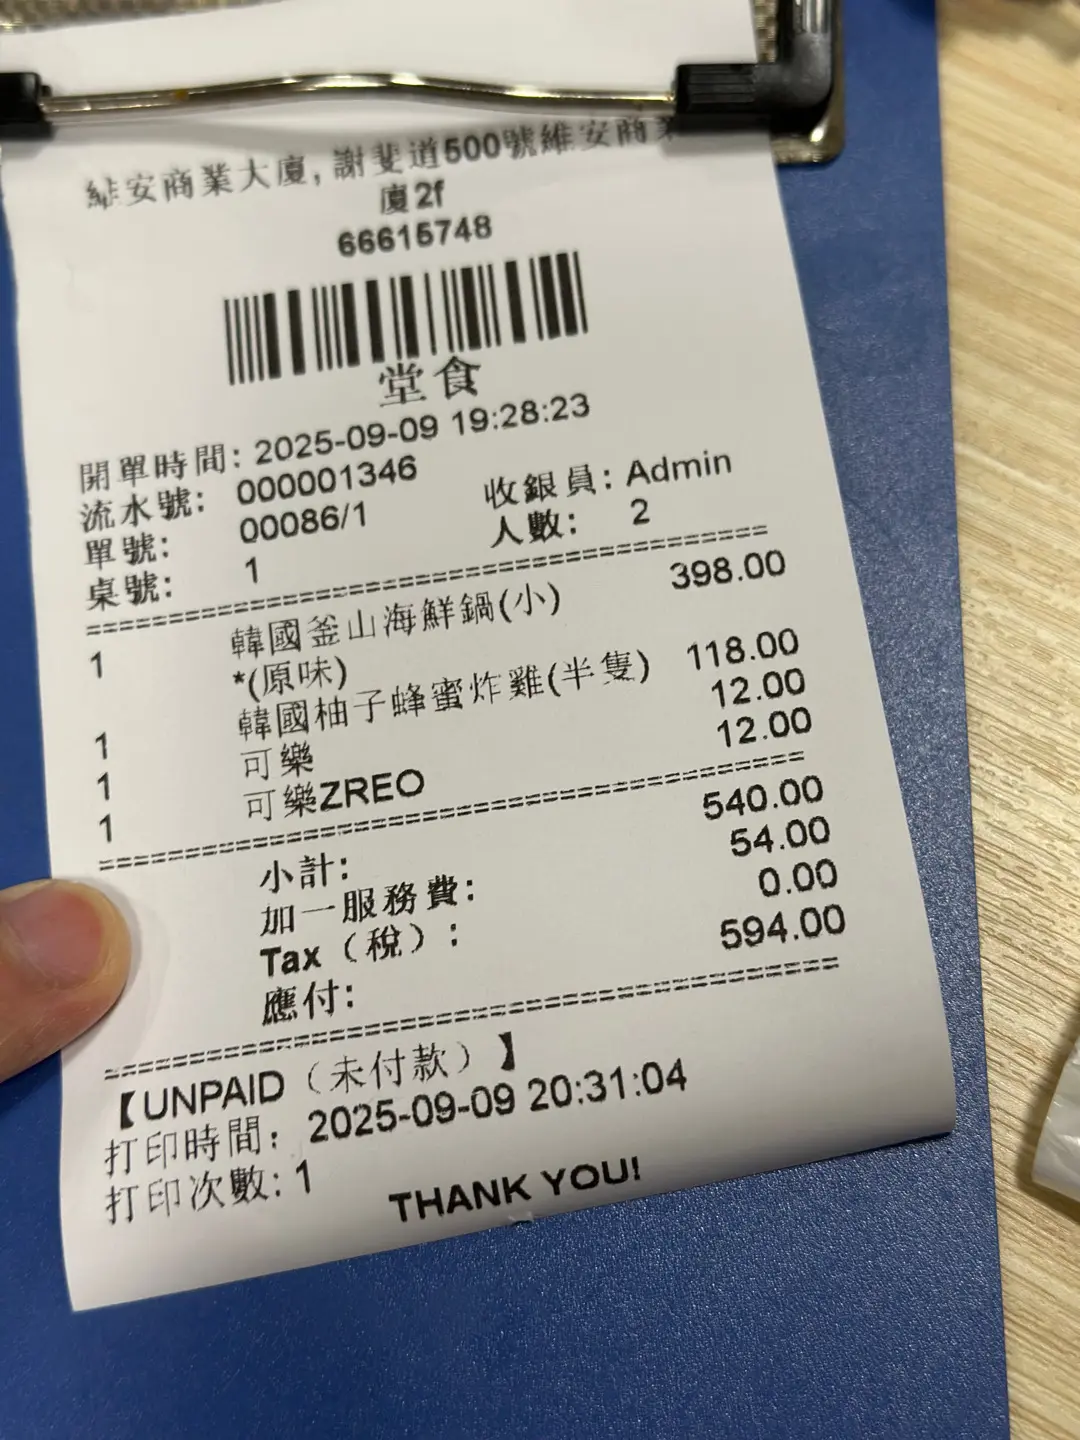 維安商業大廈, 謝斐道500號維安商業
廈2f
66615748
堂食
開單時間: 2025-09-09 19:28:23
流水號: 000001346 收銀員: Admin
單號: 00086/1 人數: 2
桌號: 1
1 韓國釜山海鮮鍋(小) 398.00
*(原味)
1 韓國柚子蜂蜜炸雞(半隻) 118.00
1 可樂 12.00
1 可樂ZREO 12.00
小計: 540.00
加一服務費: 54.00
Tax（稅）: 0.00
應付: 594.00
【UNPAID（未付款）】
打印時間: 2025-09-09 20:31:04
打印次數: 1
THANK YOU!